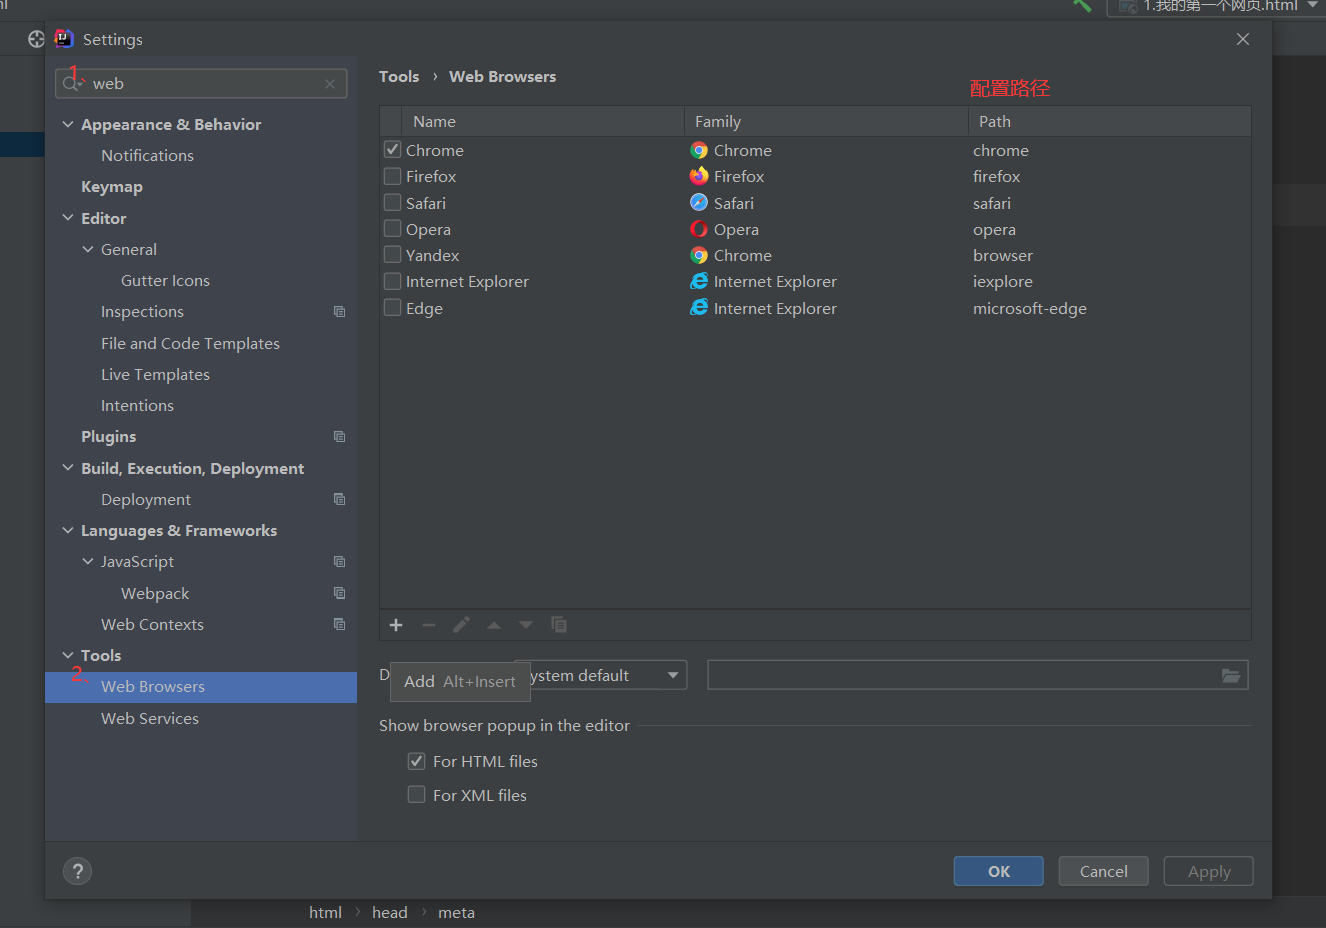 1.我的第一个网页.html
Settings
1、
web
Appearance & Behavior
Notifications
Keymap
Editor
General
Gutter Icons
Inspections
File and Code Templates
Live Templates
Intentions
Plugins
Build, Execution, Deployment
Deployment
Languages & Frameworks
JavaScript
Webpack
Web Contexts
Tools
2、
Web Browsers
Web Services
Tools › Web Browsers
配置路径
Name Family Path
Chrome Chrome chrome
Firefox Firefox firefox
Safari Safari safari
Opera Opera opera
Yandex Chrome browser
Internet Explorer Internet Explorer iexplore
Edge Internet Explorer microsoft-edge
Add Alt+Insert
ystem default
Show browser popup in the editor
For HTML files
For XML files
?
OK Cancel Apply
html › head › meta